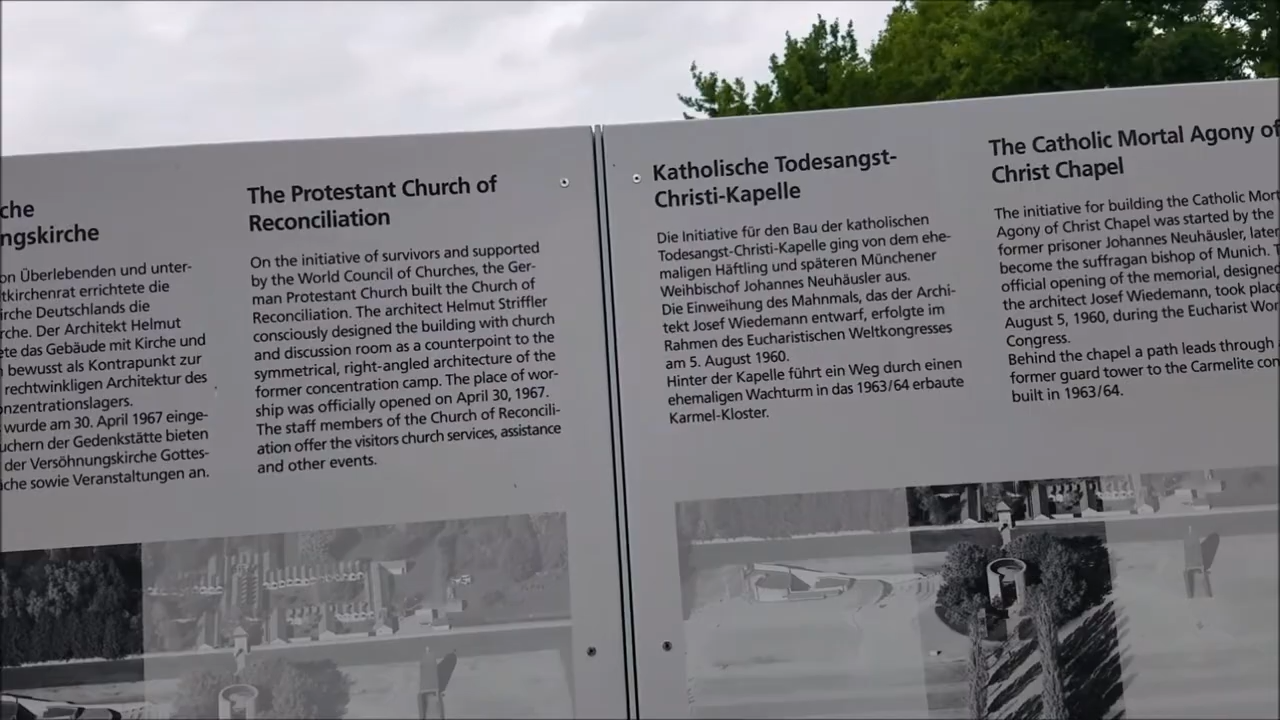 che
ngskirche
on Überlebenden und unter-
tkirchenrat errichtete die
irche Deutschlands die
rche. Der Architekt Helmut
ete das Gebäude mit Kirche und
bewusst als Kontrapunkt zur
rechtwinkligen Architektur des
onzentrationslagers.
wurde am 30. April 1967 einge-
uchern der Gedenkstätte bieten
der Versöhnungskirche Gottes-
äche sowie Veranstaltungen an.
The Protestant Church of
Reconciliation
On the initiative of survivors and supported
by the World Council of Churches, the Ger-
man Protestant Church built the Church of
Reconciliation. The architect Helmut Striffler
consciously designed the building with church
and discussion room as a counterpoint to the
symmetrical, right-angled architecture of the
former concentration camp. The place of wor-
ship was officially opened on April 30, 1967.
The staff members of the Church of Reconcili-
ation offer the visitors church services, assistance
and other events.
Katholische Todesangst-
Christi-Kapelle
Die Initiative für den Bau der katholischen
Todesangst-Christi-Kapelle ging von dem ehe-
maligen Häftling und späteren Münchener
Weihbischof Johannes Neuhäusler aus.
Die Einweihung des Mahnmals, das der Archi-
tekt Josef Wiedemann entwarf, erfolgte im
Rahmen des Eucharistischen Weltkongresses
am 5. August 1960.
Hinter der Kapelle führt ein Weg durch einen
ehemaligen Wachturm in das 1963/64 erbaute
Karmel-Kloster.
The Catholic Mortal Agony of
Christ Chapel
The initiative for building the Catholic Mort
Agony of Christ Chapel was started by the
former prisoner Johannes Neuhäusler, later
become the suffragan bishop of Munich. T
official opening of the memorial, designed
the architect Josef Wiedemann, took place
August 5, 1960, during the Eucharist Wor
Congress.
Behind the chapel a path leads through
former guard tower to the Carmelite con
built in 1963/64.